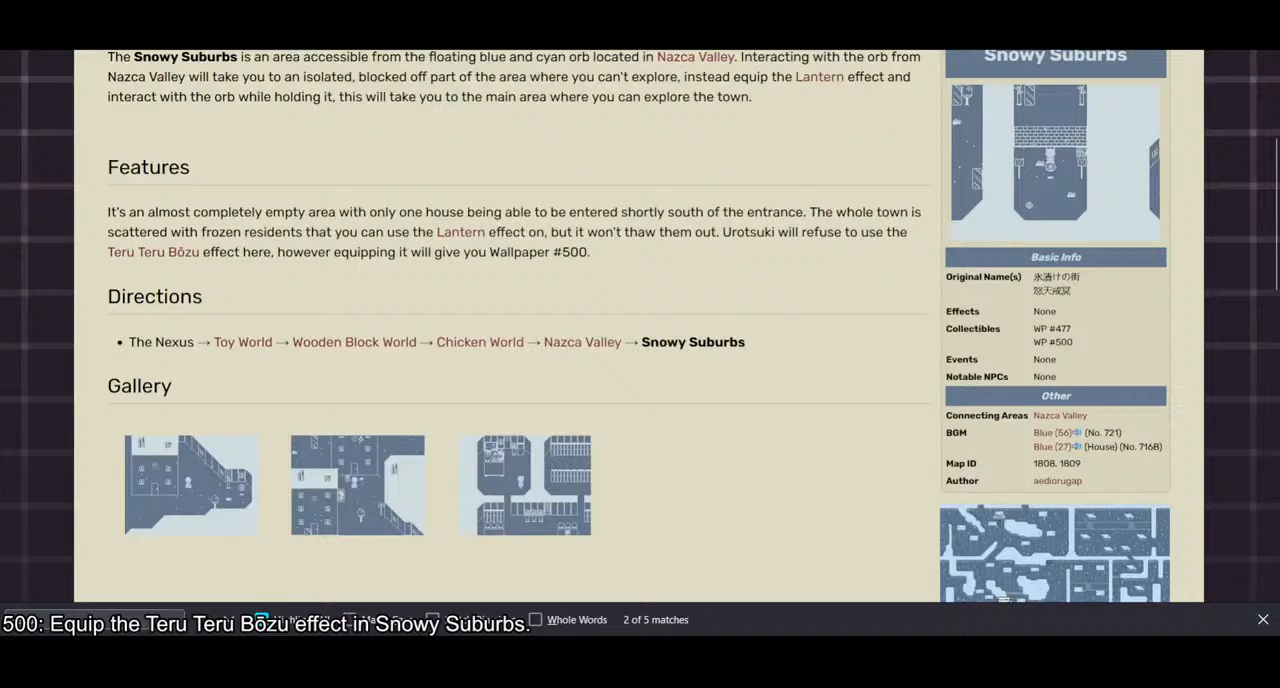 The Snowy Suburbs is an area accessible from the floating blue and cyan orb located in Nazca Valley. Interacting with the orb from
Nazca Valley will take you to an isolated, blocked off part of the area where you can't explore, instead equip the Lantern effect and
interact with the orb while holding it, this will take you to the main area where you can explore the town.
Features
It's an almost completely empty area with only one house being able to be entered shortly south of the entrance. The whole town is
scattered with frozen residents that you can use the Lantern effect on, but it won't thaw them out. Urotsuki will refuse to use the
Teru Teru Bōzu effect here, however equipping it will give you Wallpaper #500.
Directions
• The Nexus → Toy World → Wooden Block World → Chicken World → Nazca Valley → Snowy Suburbs
Gallery
Snowy Suburbs
Basic Info
Original Name(s) 氷漬けの街
怒天戒冥
Effects None
Collectibles WP #477
WP #500
Events None
Notable NPCs None
Other
Connecting Areas Nazca Valley
BGM Blue (56) (No. 721)
Blue (27) (House) (No. 716B)
Map ID 1808, 1809
Author aediorugap
500: Equip the Teru Teru Bōzu effect in Snowy Suburbs.
Whole Words 2 of 5 matches